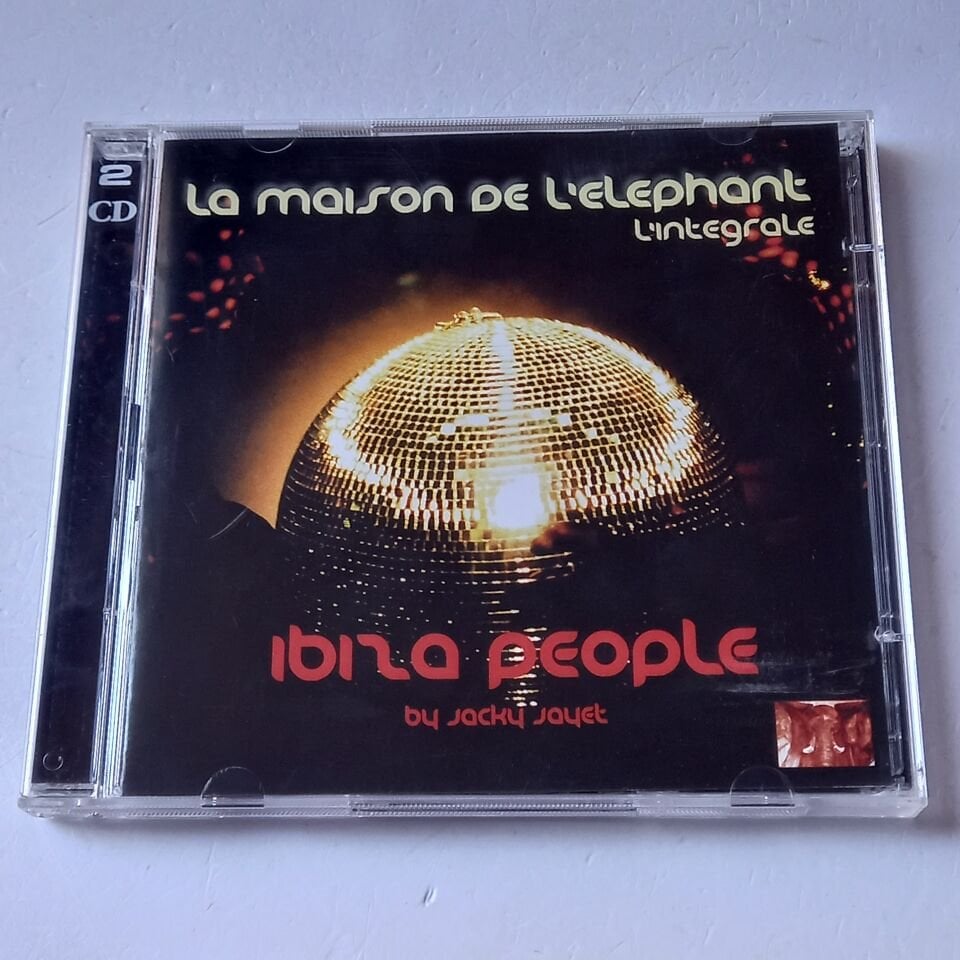 2
CD
La maison de L'elephant
L'integrale
ibiza people
by jacky jayet